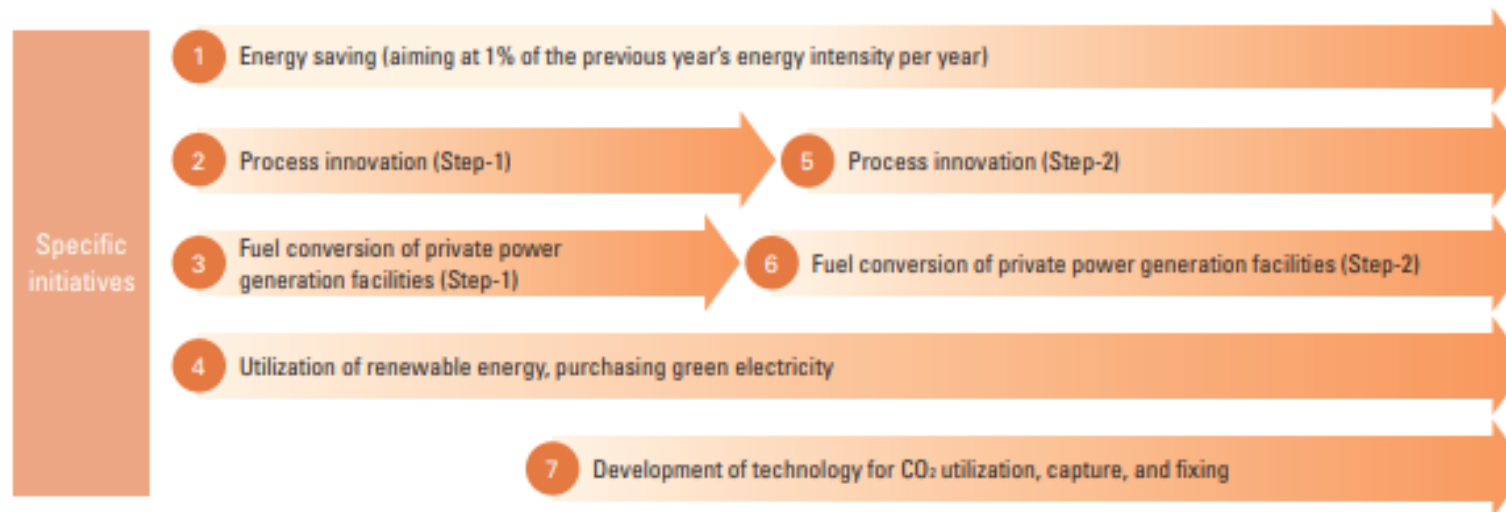 Specific
initiatives
1 Energy saving (aiming at 1% of the previous year's energy intensity per year)
2 Process innovation (Step-1)
5 Process innovation (Step-2)
3 Fuel conversion of private power
generation facilities (Step-1)
6 Fuel conversion of private power generation facilities (Step-2)
4 Utilization of renewable energy, purchasing green electricity
7 Development of technology for CO₂ utilization, capture, and fixing